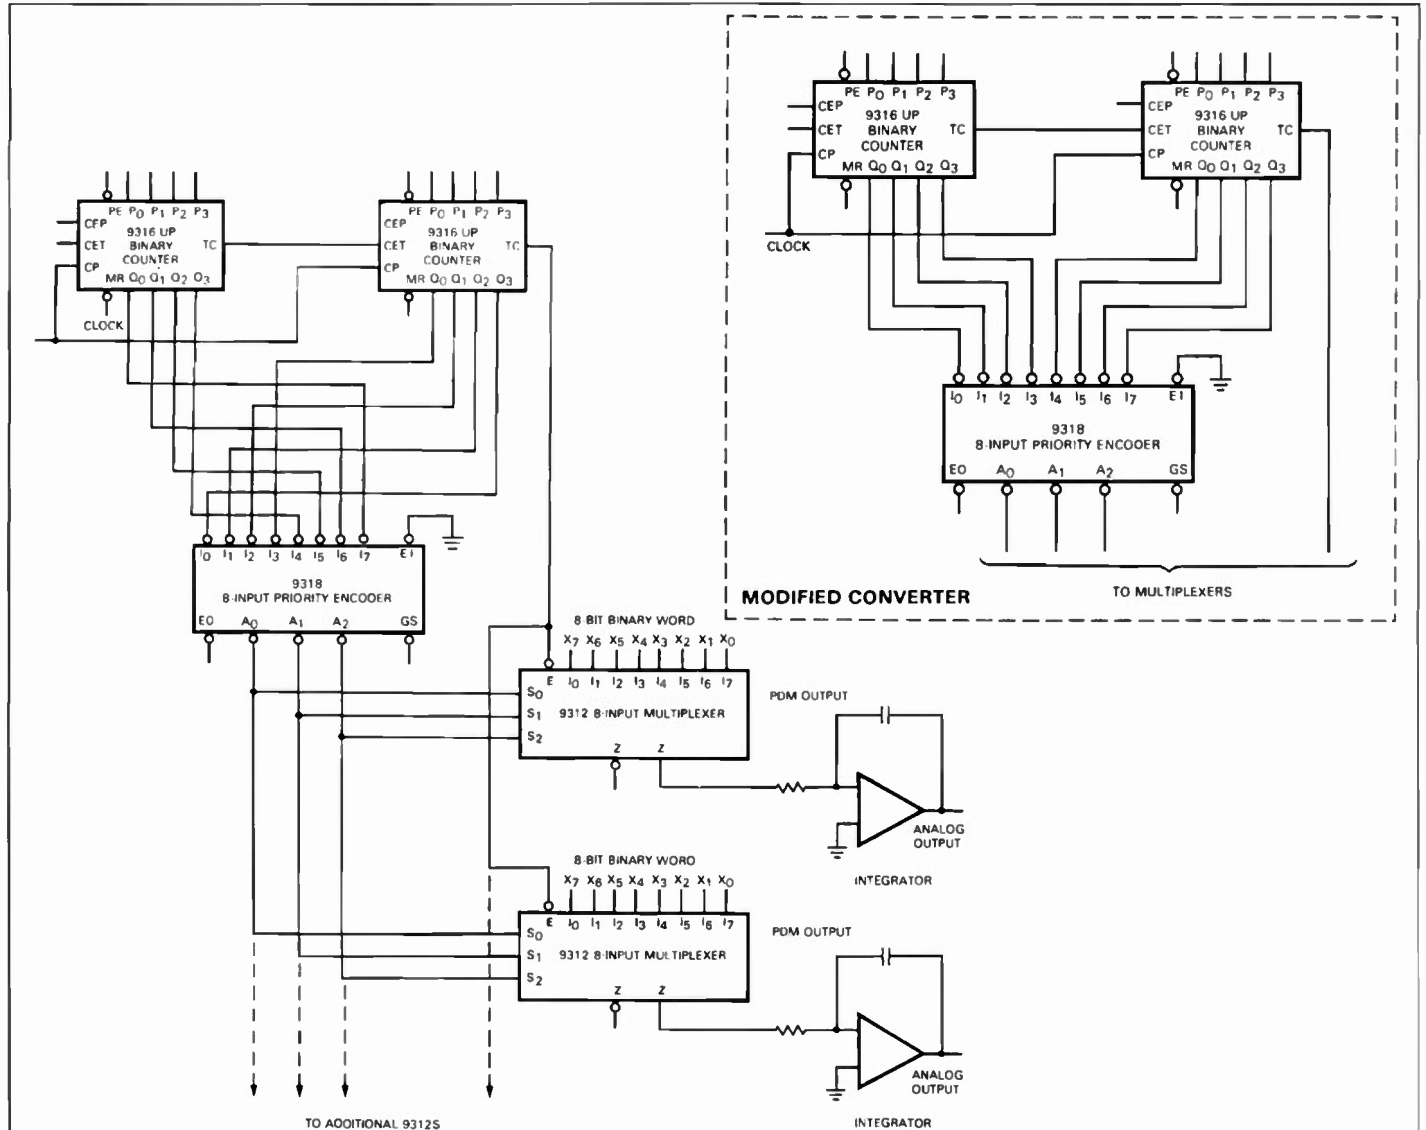 PE P0 P1 P2 P3
CEP
9316 UP
CET BINARY TC
COUNTER
CP
MR Q0 Q1 Q2 Q3
CLOCK
PE P0 P1 P2 P3
CEP
9316 UP
CET BINARY TC
COUNTER
CP
MR Q0 Q1 Q2 Q3
I0 I1 I2 I3 I4 I5 I6 I7 EI
9318
8-INPUT PRIORITY ENCODER
EO A0 A1 A2 GS
PE P0 P1 P2 P3
CEP
9316 UP
CET BINARY TC
COUNTER
CP
MR Q0 Q1 Q2 Q3
CLOCK
PE P0 P1 P2 P3
CEP
9316 UP
CET BINARY TC
COUNTER
CP
MR Q0 Q1 Q2 Q3
I0 I1 I2 I3 I4 I5 I6 I7 EI
9318
8-INPUT PRIORITY ENCODER
EO A0 A1 A2 GS
MODIFIED CONVERTER
TO MULTIPLEXERS
8-BIT BINARY WORD
X7 X6 X5 X4 X3 X2 X1 X0
E I0 I1 I2 I3 I4 I5 I6 I7
S0
S1 9312 8-INPUT MULTIPLEXER
S2
Z Z
PDM OUTPUT
ANALOG
OUTPUT
INTEGRATOR
8-BIT BINARY WORD
X7 X6 X5 X4 X3 X2 X1 X0
E I0 I1 I2 I3 I4 I5 I6 I7
S0
S1 9312 8-INPUT MULTIPLEXER
S2
Z Z
PDM OUTPUT
ANALOG
OUTPUT
INTEGRATOR
TO ADDITIONAL 9312S